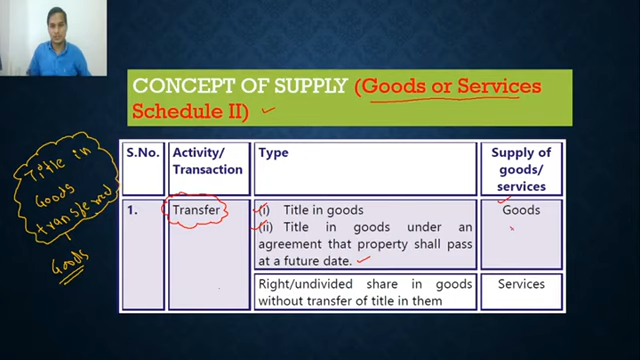 CONCEPT OF SUPPLY (Goods or Services
Schedule II)
Title in
Goods
transferred
Goods
S.No.
Activity/
Transaction
Type
Supply of
goods/
services
1.
Transfer
(i) Title in goods
(ii) Title in goods under an
agreement that property shall pass
at a future date.
Goods
Right/undivided share in goods
without transfer of title in them
Services